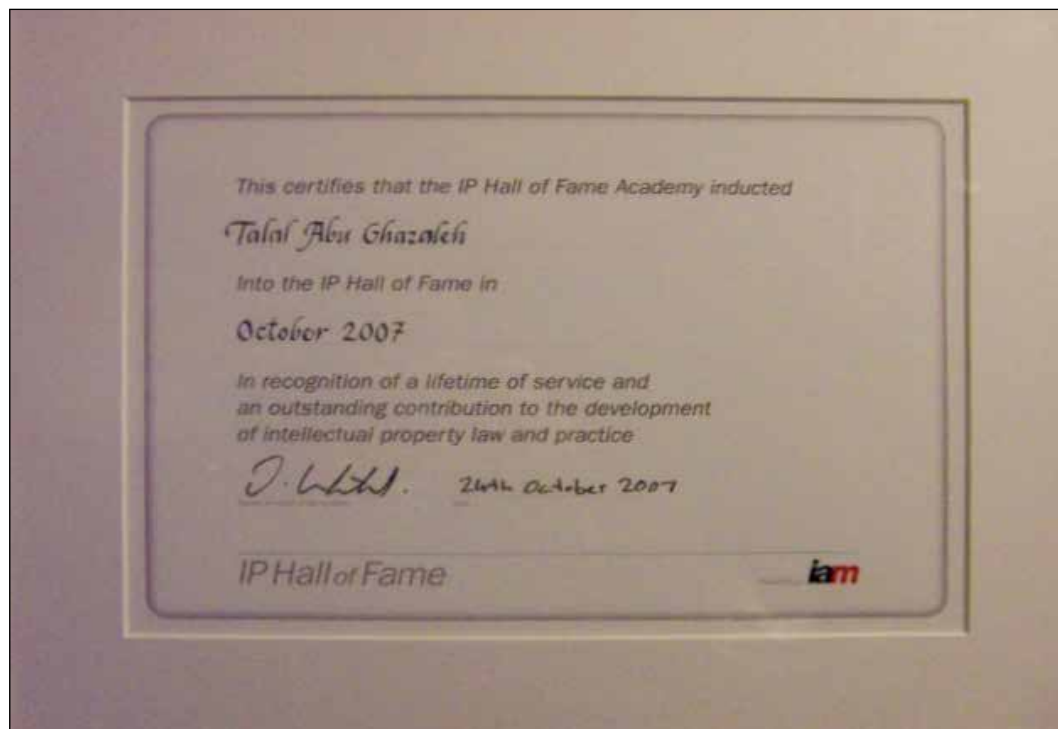 This certifies that the IP Hall of Fame Academy inducted
Talal Abu Ghazaleh
Into the IP Hall of Fame in
October 2007
In recognition of a lifetime of service and
an outstanding contribution to the development
of intellectual property law and practice
24th October 2007
IP Hall of Fame
iam